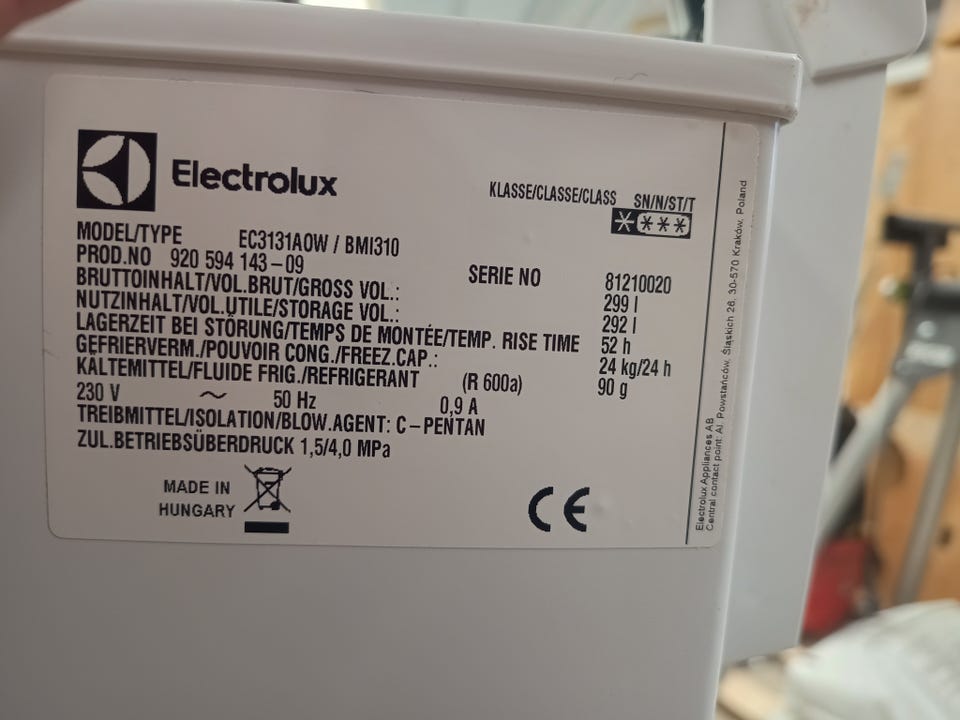 Electrolux
KLASSE/CLASSE/CLASS SN/N/ST/T
MODEL/TYPE EC3131AOW / BMI310
PROD.NO 920 594 143-09
SERIE NO 81210020
BRUTTOINHALT/VOL.BRUT/GROSS VOL.: 299 l
NUTZINHALT/VOL.UTILE/STORAGE VOL.: 292 l
LAGERZEIT BEI STÖRUNG/TEMPS DE MONTÉE/TEMP. RISE TIME 52 h
GEFRIERVERM./POUVOIR CONG./FREEZ.CAP.: 24 kg/24 h
KÄLTEMITTEL/FLUIDE FRIG./REFRIGERANT (R 600a) 90 g
230 V ~ 50 Hz 0,9 A
TREIBMITTEL/ISOLATION/BLOW.AGENT: C-PENTAN
ZUL.BETRIEBSÜBERDRUCK 1,5/4,0 MPa
MADE IN
HUNGARY
CE
Electrolux Appliances AB
Central contact point: Al. Powstańców, Śląskich 26, 30-570 Kraków, Poland